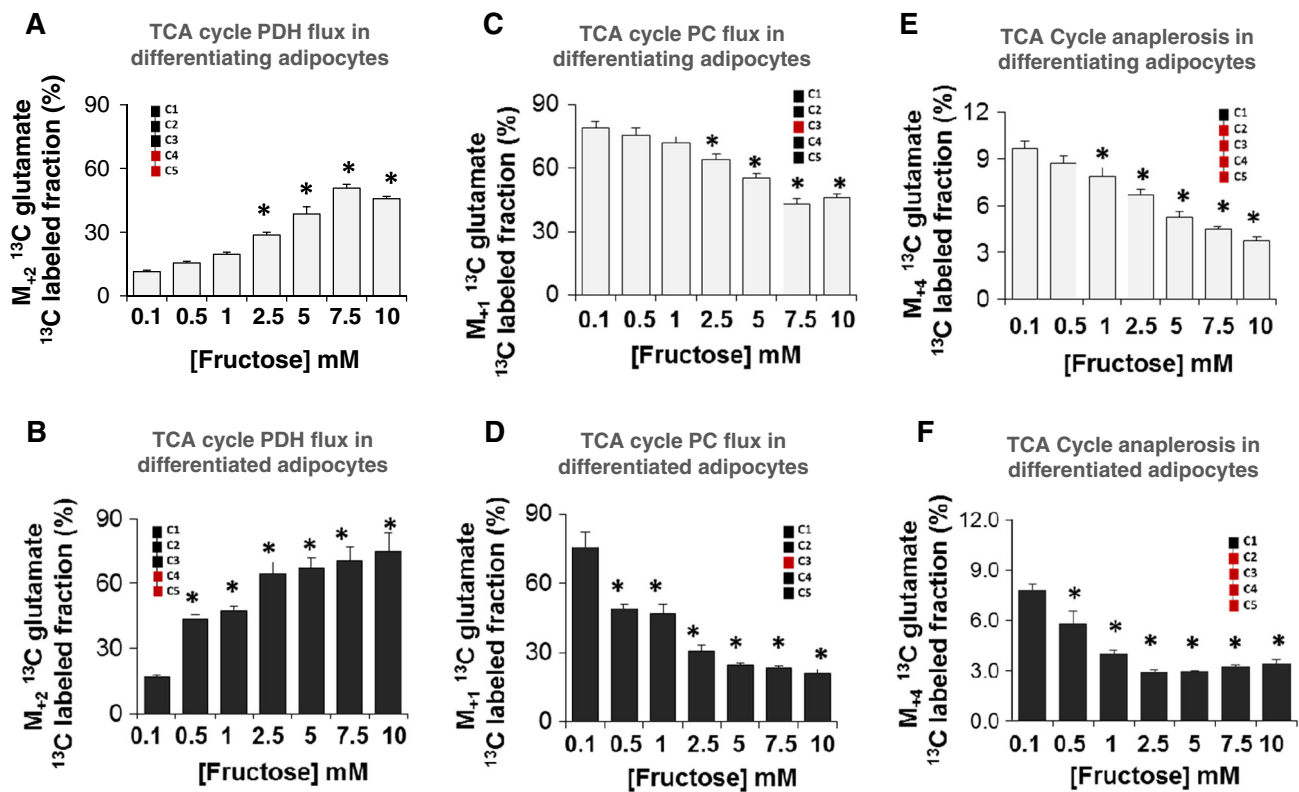 A
TCA cycle PDH flux in
differentiating adipocytes
M+2 13C glutamate
13C labeled fraction (%)
90
60
30
0
C1
C2
C3
C4
C5
*
*
*
*
0.1 0.5 1 2.5 5 7.5 10
[Fructose] mM
C
TCA cycle PC flux in
differentiating adipocytes
M+1 13C glutamate
13C labeled fraction (%)
90
60
30
0
C1
C2
C3
C4
C5
*
*
*
*
0.1 0.5 1 2.5 5 7.5 10
[Fructose] mM
E
TCA Cycle anaplerosis in
differentiating adipocytes
M+4 13C glutamate
13C labeled fraction (%)
12
9
6
3
0
C1
C2
C3
C4
C5
*
*
*
*
*
0.1 0.5 1 2.5 5 7.5 10
[Fructose] mM
B
TCA cycle PDH flux in
differentiated adipocytes
M+2 13C glutamate
13C labeled fraction (%)
90
60
30
0
C1
C2
C3
C4
C5
*
*
*
*
*
*
0.1 0.5 1 2.5 5 7.5 10
[Fructose] mM
D
TCA cycle PC flux in
differentiated adipocytes
M+1 13C glutamate
13C labeled fraction (%)
90
60
30
0
C1
C2
C3
C4
C5
*
*
*
*
*
*
0.1 0.5 1 2.5 5 7.5 10
[Fructose] mM
F
TCA Cycle anaplerosis in
differentiated adipocytes
M+4 13C glutamate
13C labeled fraction (%)
12.0
9.0
6.0
3.0
0.0
C1
C2
C3
C4
C5
*
*
*
*
*
*
0.1 0.5 1 2.5 5 7.5 10
[Fructose] mM